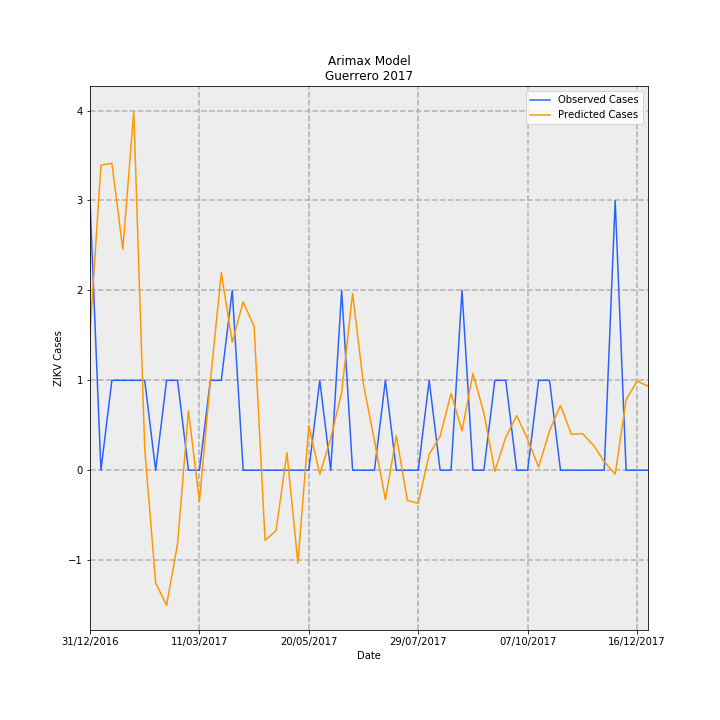 Arimax Model
Guerrero 2017
Observed Cases
Predicted Cases
ZIKV Cases
4
3
2
1
0
−1
31/12/2016 11/03/2017 20/05/2017 29/07/2017 07/10/2017 16/12/2017
Date